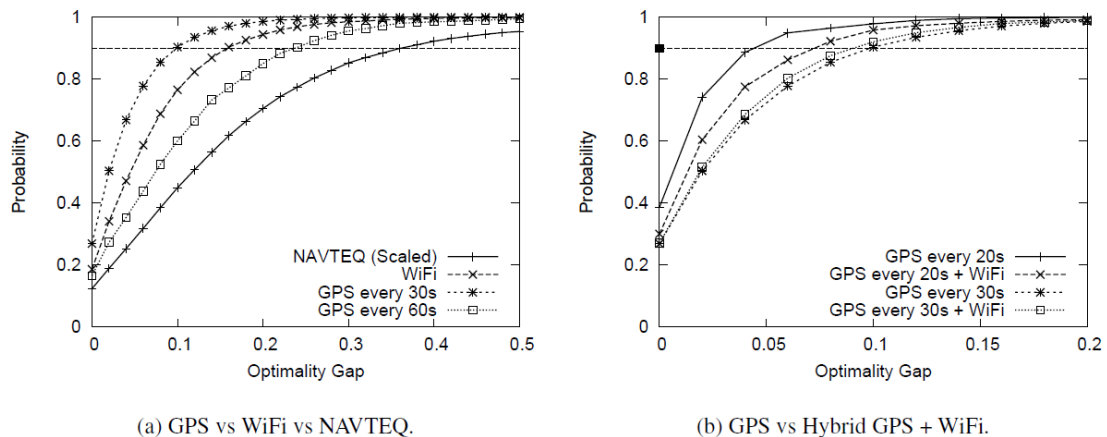 1
0.8
0.6
0.4
0.2
0
Probability
NAVTEQ (Scaled)
WiFi
GPS every 30s
GPS every 60s
0 0.1 0.2 0.3 0.4 0.5
Optimality Gap
(a) GPS vs WiFi vs NAVTEQ.
1
0.8
0.6
0.4
0.2
0
Probability
GPS every 20s
GPS every 20s + WiFi
GPS every 30s
GPS every 30s + WiFi
0 0.05 0.1 0.15 0.2
Optimality Gap
(b) GPS vs Hybrid GPS + WiFi.